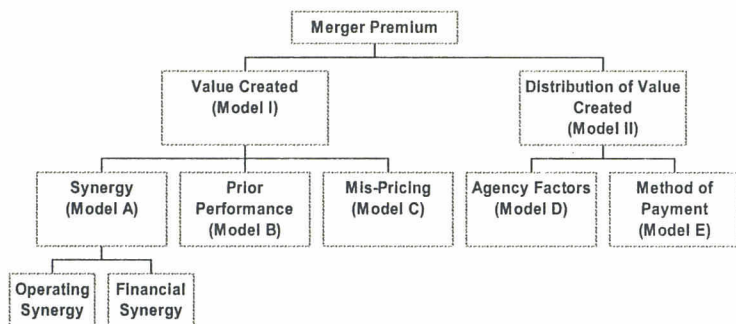 Merger Premium
Value Created
(Model I)
Distribution of Value
Created
(Model II)
Synergy
(Model A)
Prior
Performance
(Model B)
Mis-Pricing
(Model C)
Agency Factors
(Model D)
Method of
Payment
(Model E)
Operating
Synergy
Financial
Synergy